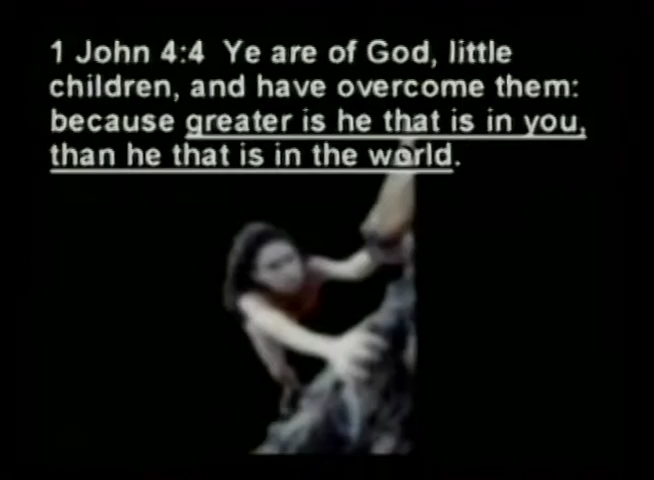 1 John 4:4 Ye are of God, little
children, and have overcome them:
because greater is he that is in you,
than he that is in the world.